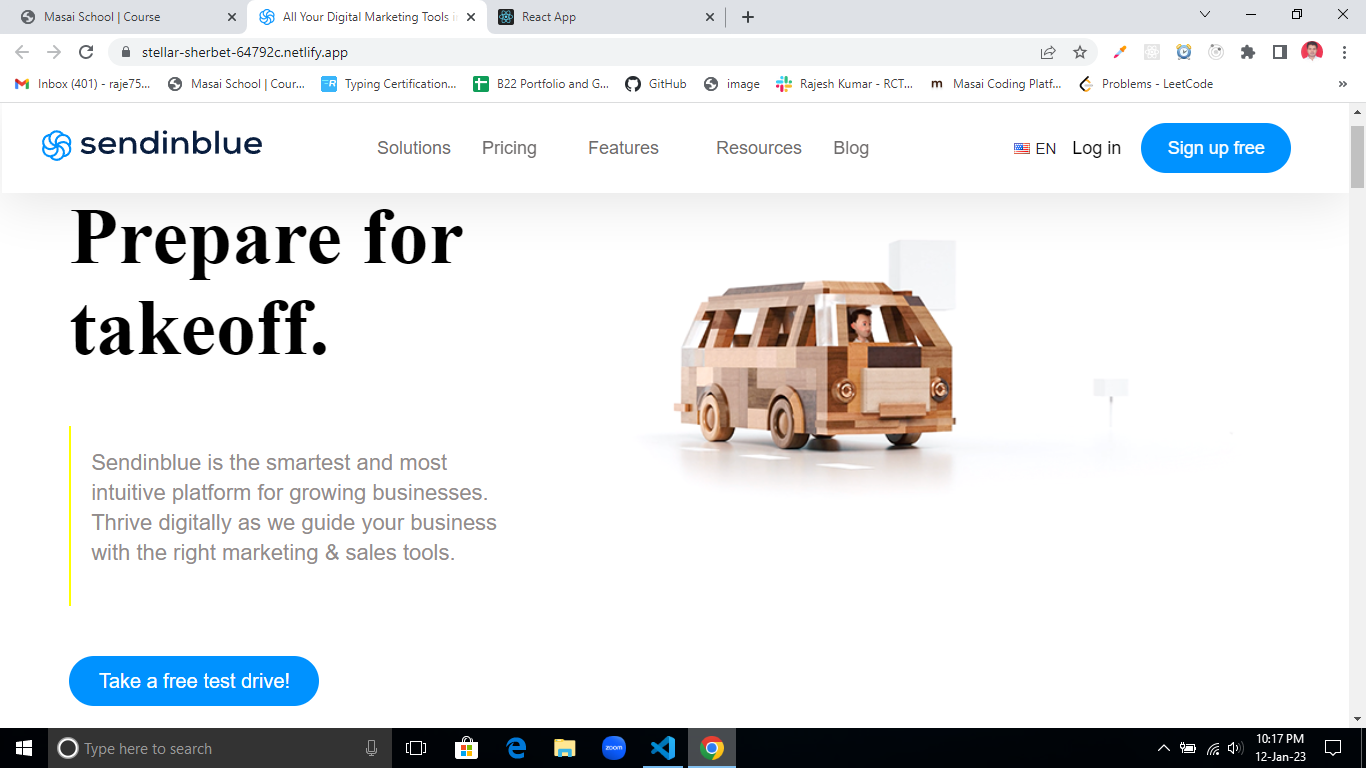 Masai School | Course
All Your Digital Marketing Tools i
React App
stellar-sherbet-64792c.netlify.app
Inbox (401) - raje75...
Masai School | Cour...
Typing Certification...
B22 Portfolio and G...
GitHub
image
Rajesh Kumar - RCT...
Masai Coding Platf...
Problems - LeetCode
»
sendinblue
Solutions
Pricing
Features
Resources
Blog
EN
Log in
Sign up free
Prepare for
takeoff.
Sendinblue is the smartest and most
intuitive platform for growing businesses.
Thrive digitally as we guide your business
with the right marketing & sales tools.
Take a free test drive!
Type here to search
zoom
10:17 PM
12-Jan-23